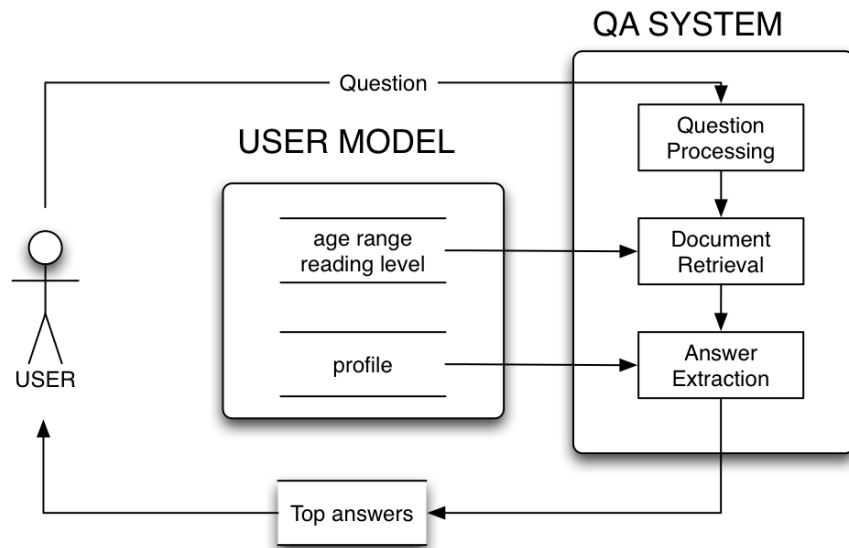 QA SYSTEM
Question
Question
Processing
USER MODEL
age range
reading level
Document
Retrieval
profile
Answer
Extraction
USER
Top answers